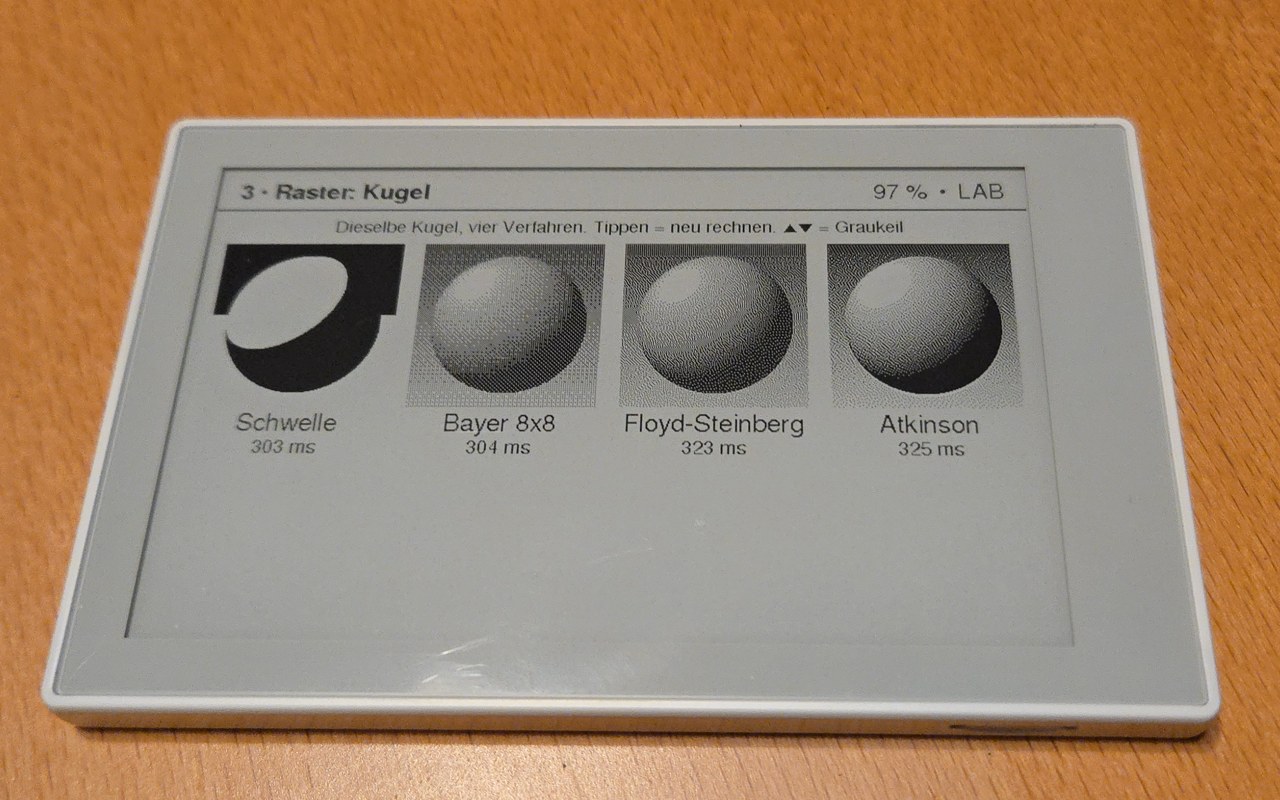 3 · Raster: Kugel 97 % · LAB
Dieselbe Kugel, vier Verfahren. Tippen = neu rechnen. ▲▼ = Graukeil
Schwelle Bayer 8x8 Floyd-Steinberg Atkinson
303 ms 304 ms 323 ms 325 ms